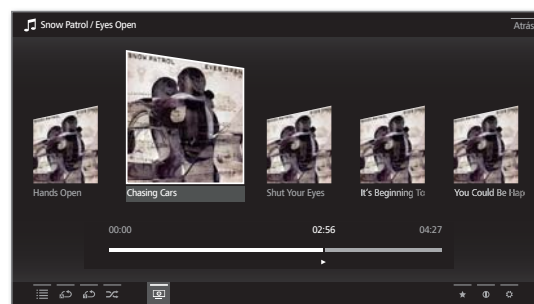 Snow Patrol / Eyes Open
Atrás
SNOW PATROL EYES OPEN
Hands Open
Chasing Cars
Shut Your Eyes
It's Beginning To
You Could Be Hap
00:00 02:56 04:27